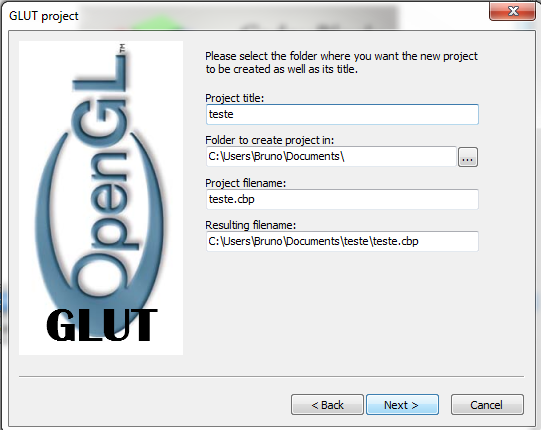 GLUT project
OpenGL™
GLUT
Please select the folder where you want the new project
to be created as well as its title.
Project title:
teste
Folder to create project in:
C:\Users\Bruno\Documents\
...
Project filename:
teste.cbp
Resulting filename:
C:\Users\Bruno\Documents\teste\teste.cbp
< Back
Next >
Cancel